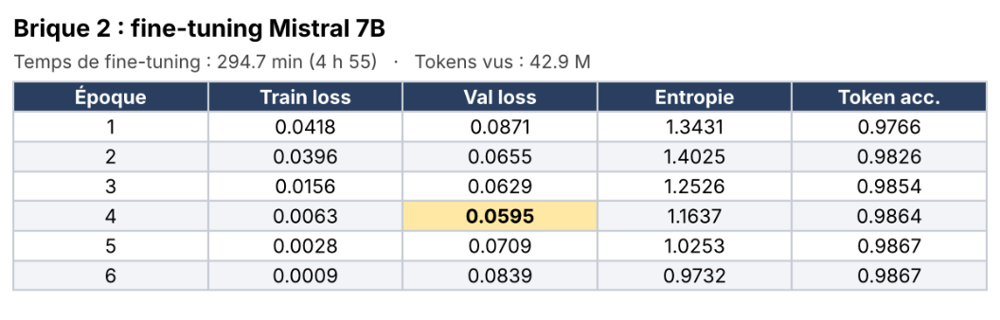 Brique 2 : fine-tuning Mistral 7B
Temps de fine-tuning : 294.7 min (4 h 55) · Tokens vus : 42.9 M
Époque Train loss Val loss Entropie Token acc.
1 0.0418 0.0871 1.3431 0.9766
2 0.0396 0.0655 1.4025 0.9826
3 0.0156 0.0629 1.2526 0.9854
4 0.0063 0.0595 1.1637 0.9864
5 0.0028 0.0709 1.0253 0.9867
6 0.0009 0.0839 0.9732 0.9867